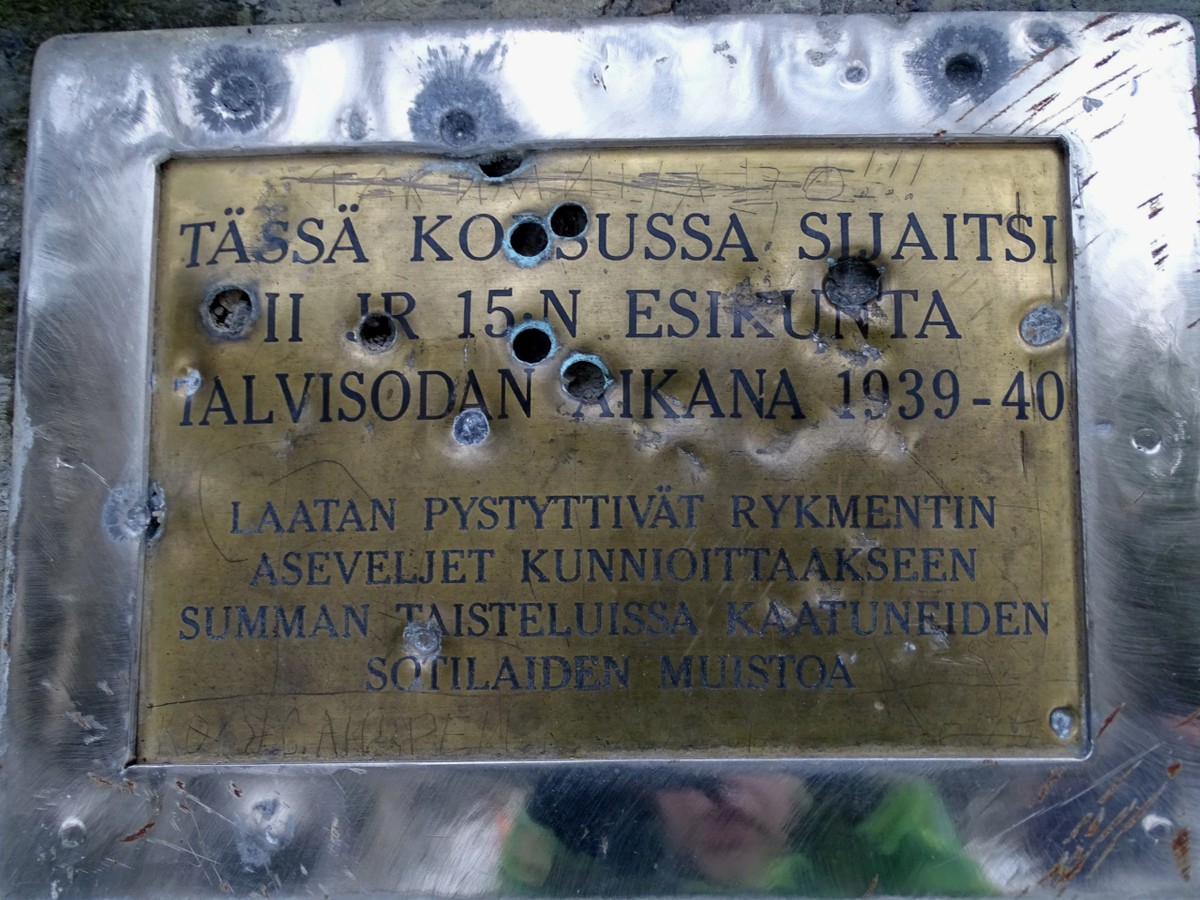 TÄSSÄ KORSUSSA SIJAITSI
II JR 15:N ESIKUNTA
TALVISODAN AIKANA 1939-40
LAATAN PYSTYTTIVÄT RYKMENTIN
ASEVELJET KUNNIOITTAAKSEEN
SUMMAN TAISTELUISSA KAATUNEIDEN
SOTILAIDEN MUISTOA